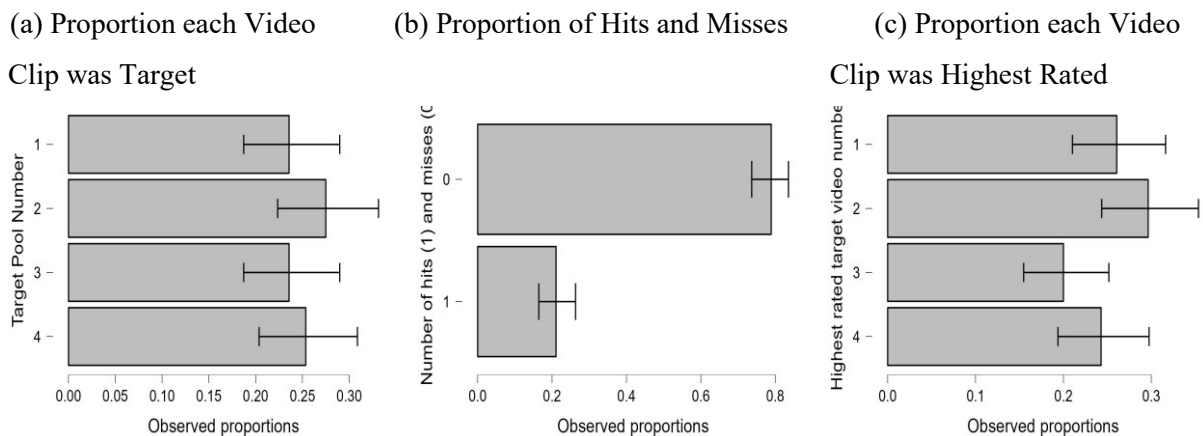 (a) Proportion each Video
Clip was Target
Target Pool Number
1
2
3
4
0.00 0.05 0.10 0.15 0.20 0.25 0.30
Observed proportions
(b) Proportion of Hits and Misses
Number of hits (1) and misses (0
0
1
0.0 0.2 0.4 0.6 0.8
Observed proportions
(c) Proportion each Video
Clip was Highest Rated
Highest rated target video numbe
1
2
3
4
0.0 0.1 0.2 0.3
Observed proportions